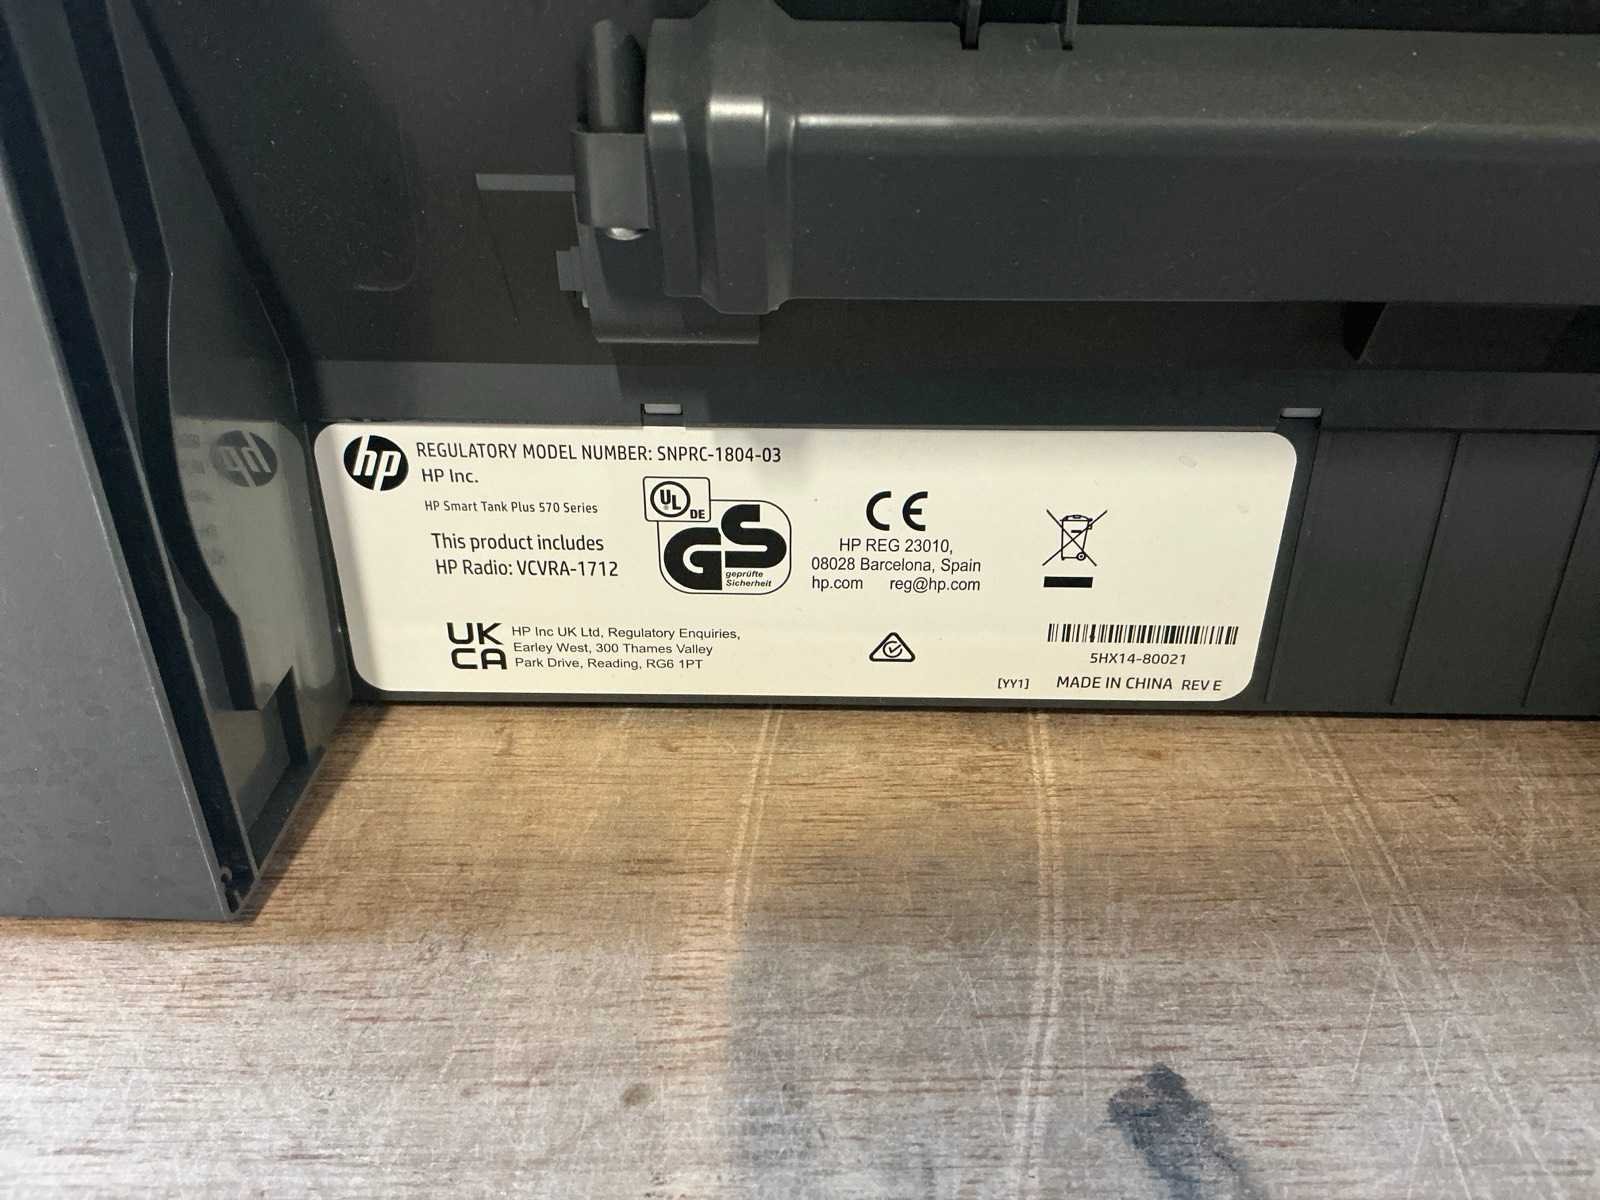 hp
REGULATORY MODEL NUMBER: SNPRC-1804-03
HP Inc.
HP Smart Tank Plus 570 Series
This product includes
HP Radio: VCVRA-1712
UL
DE
GS
geprüfte
Sicherheit
CE
HP REG 23010,
08028 Barcelona, Spain
hp.com reg@hp.com
UK
CA
HP Inc UK Ltd, Regulatory Enquiries,
Earley West, 300 Thames Valley
Park Drive, Reading, RG6 1PT
5HX14-80021
[YY1] MADE IN CHINA REV E